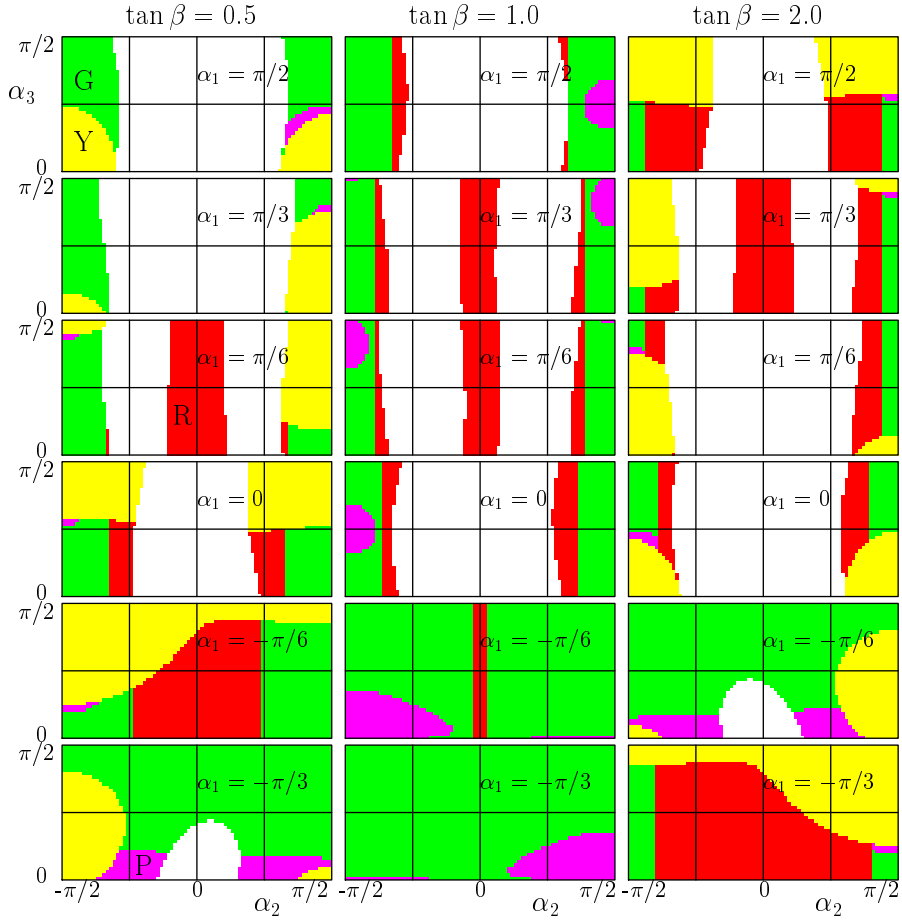 tan β = 0.5 tan β = 1.0 tan β = 2.0
π/2 G α₁ = π/2 α₁ = π/2 α₁ = π/2
α₃
Y
0
π/2 α₁ = π/3 α₁ = π/3 α₁ = π/3
0
π/2 α₁ = π/6 α₁ = π/6 α₁ = π/6
R
0
π/2 α₁ = 0 α₁ = 0 α₁ = 0
0
π/2 α₁ = −π/6 α₁ = −π/6 α₁ = −π/6
0
π/2 α₁ = −π/3 α₁ = −π/3 α₁ = −π/3
P
0
-π/2 0 π/2 -π/2 0 π/2 -π/2 0 π/2
α₂ α₂ α₂